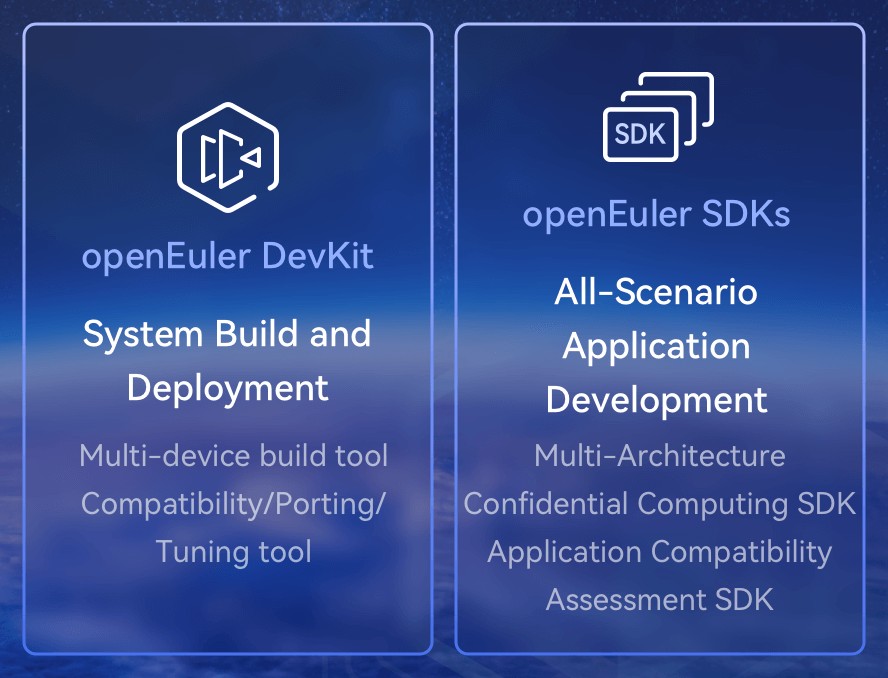 openEuler DevKit
System Build and
Deployment
Multi-device build tool
Compatibility/Porting/
Tuning tool
SDK
openEuler SDKs
All-Scenario
Application
Development
Multi-Architecture
Confidential Computing SDK
Application Compatibility
Assessment SDK